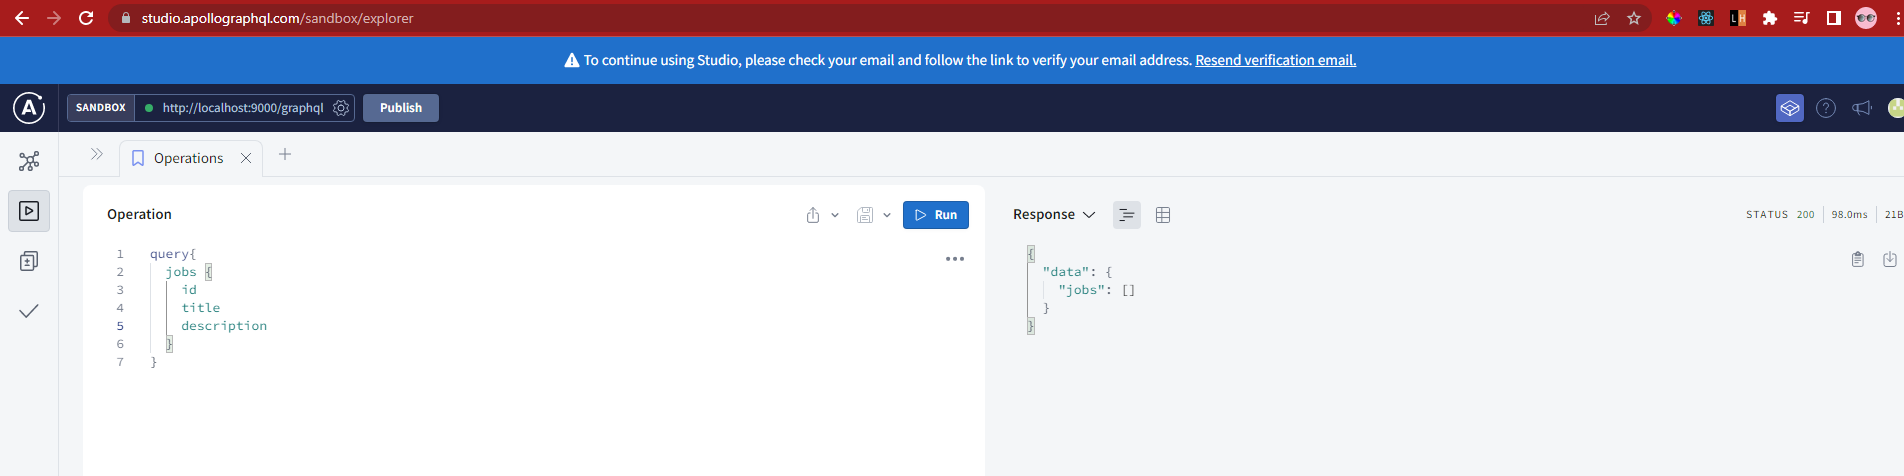 studio.apollographql.com/sandbox/explorer
L H
To continue using Studio, please check your email and follow the link to verify your email address. Resend verification email.
A SANDBOX http://localhost:9000/graphql Publish ?
Operations
Operation Run
1 query{
2 jobs {
3 id
4 title
5 description
6 }
7 }
Response STATUS 200 98.0ms 21B
{
"data": {
"jobs": []
}
}